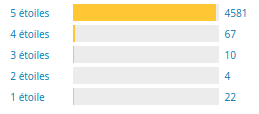 5 étoiles 4581
4 étoiles 67
3 étoiles 10
2 étoiles 4
1 étoile 22